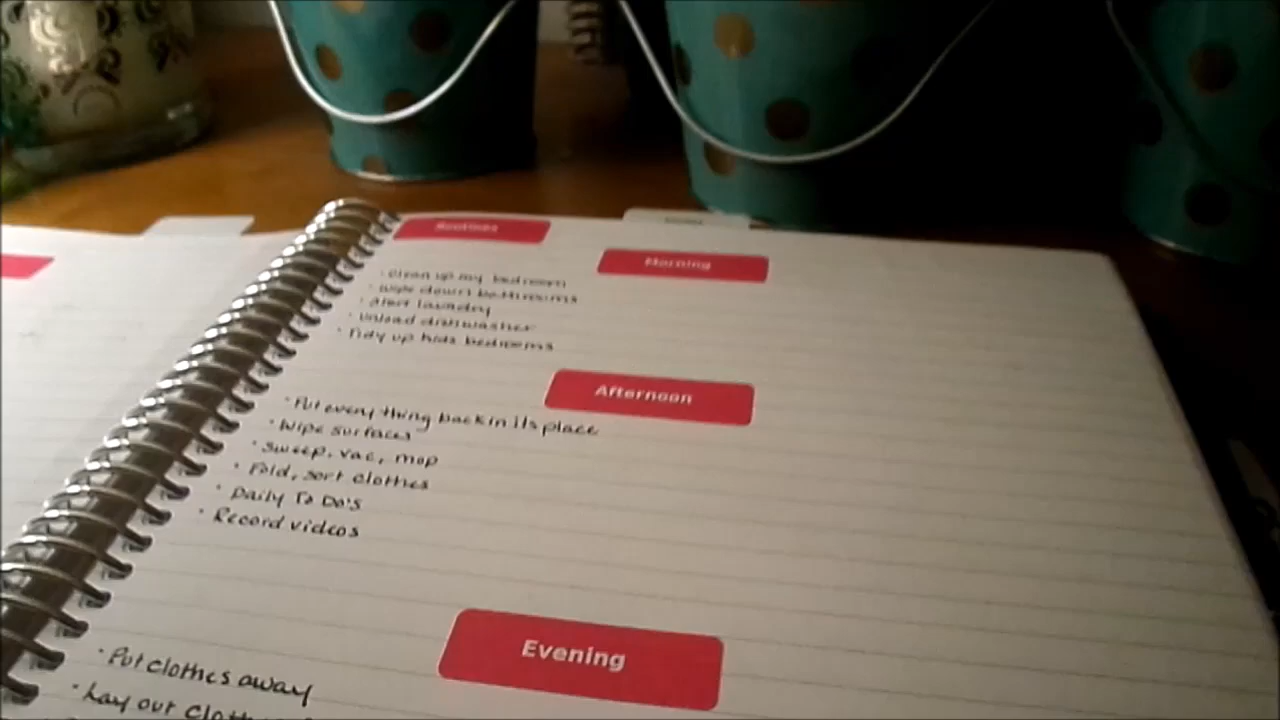 Routines
Morning
· Clean up my bedroom
· Wipe down bathrooms
· Start laundry
· Unload dishwasher
· Tidy up kids bedrooms
Afternoon
· Put every thing back in its place
· Wipe surfaces
· Sweep, vac, mop
· Fold, sort clothes
· Daily To Do's
· Record videos
Evening
· Put clothes away
· Lay out